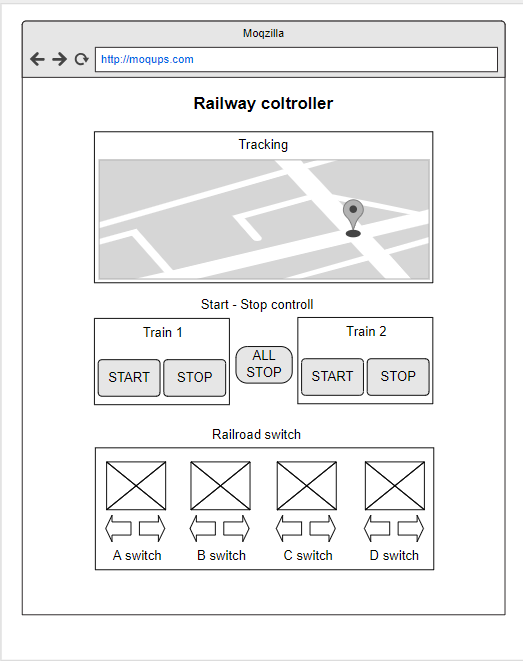 Moqzilla
http://moqups.com
Railway coltroller
Tracking
Start - Stop controll
Train 1
START STOP
ALL
STOP
Train 2
START STOP
Railroad switch
A switch B switch C switch D switch